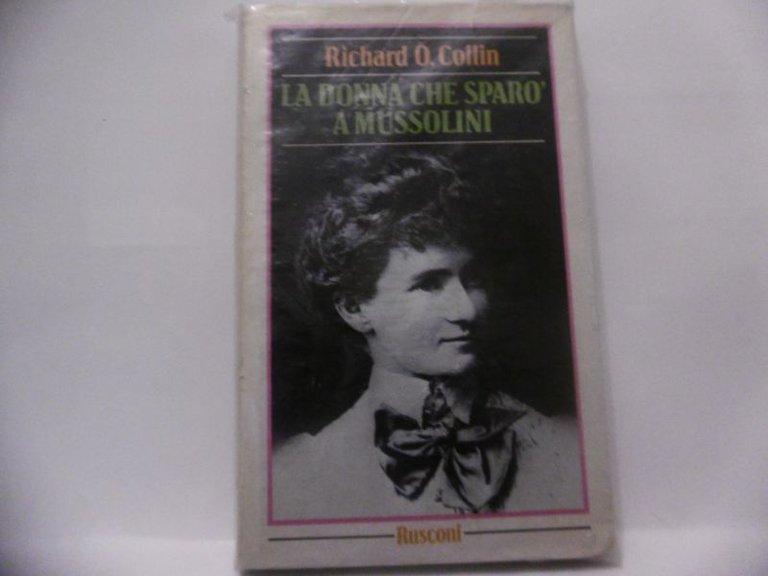 Richard O. Collin
LA DONNA CHE SPARO'
A MUSSOLINI
Rusconi